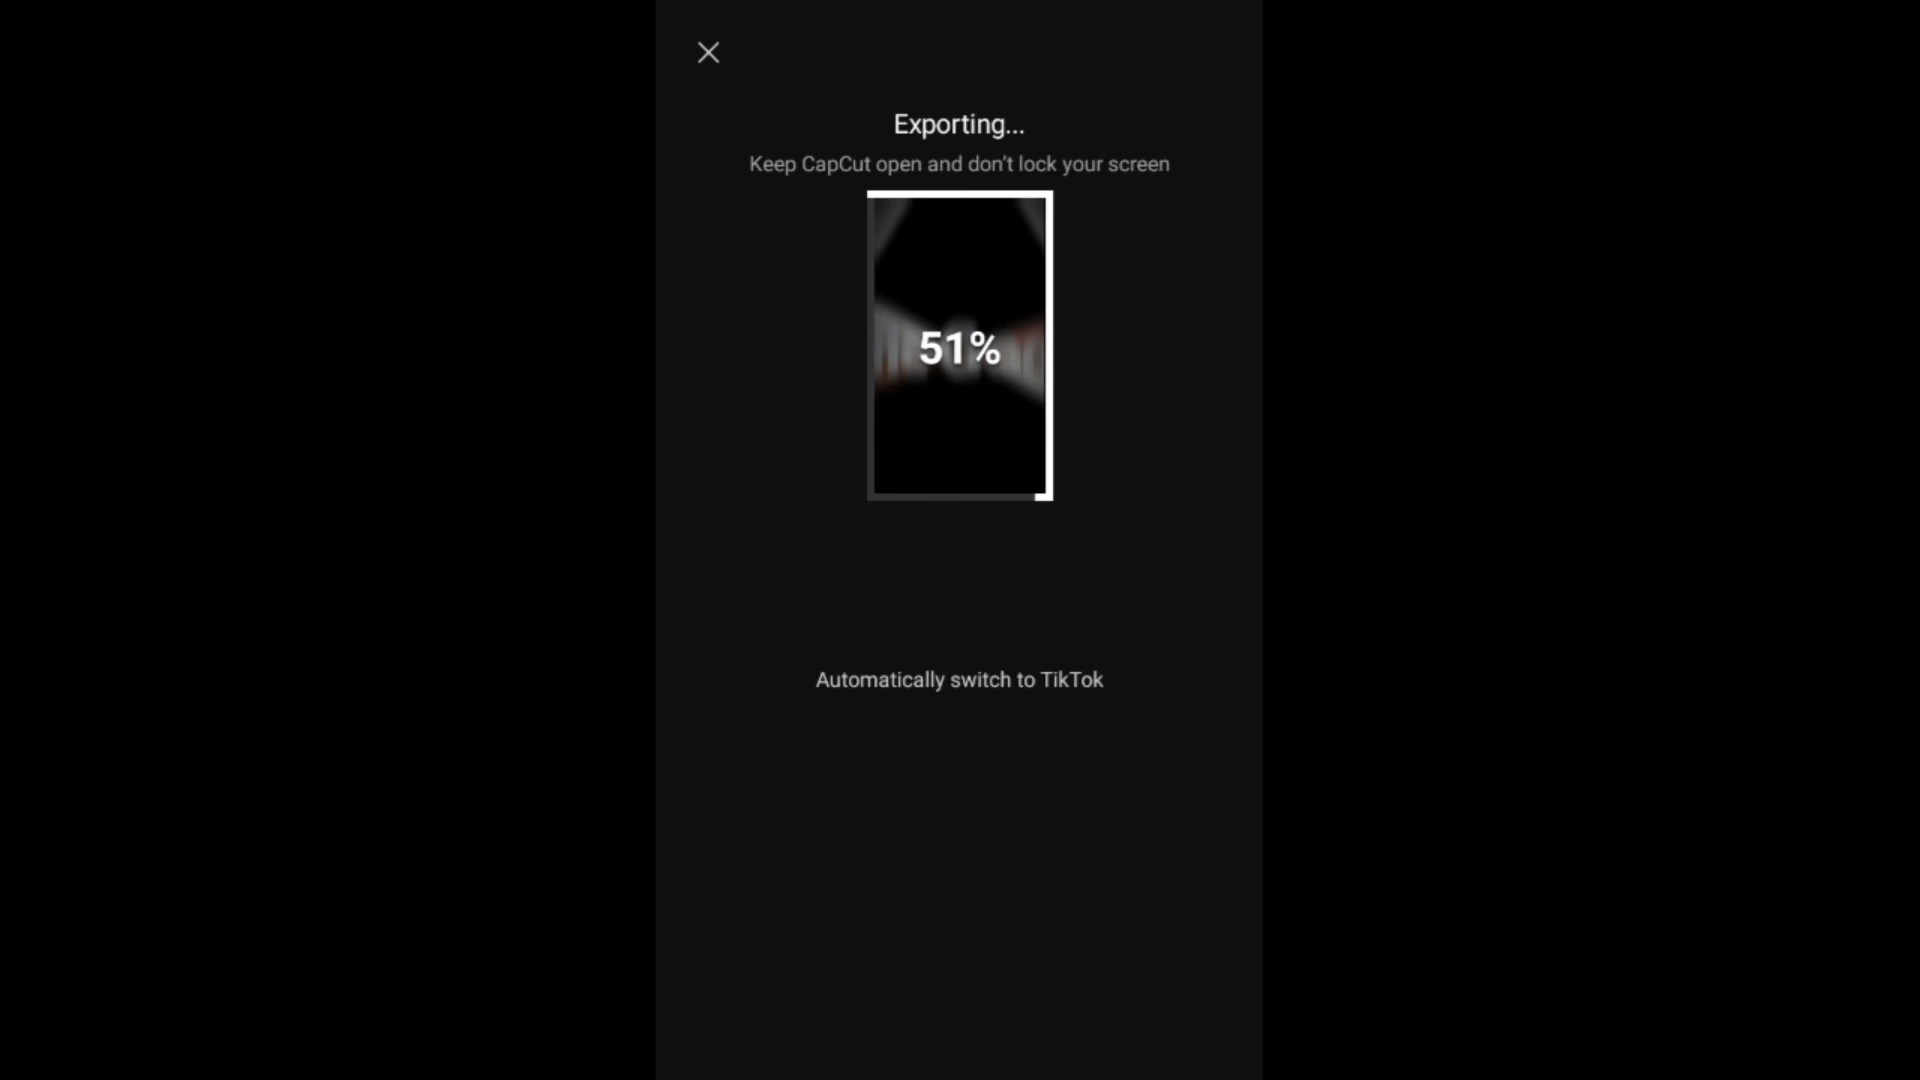 Exporting...
Keep CapCut open and don't lock your screen
51%
Automatically switch to TikTok